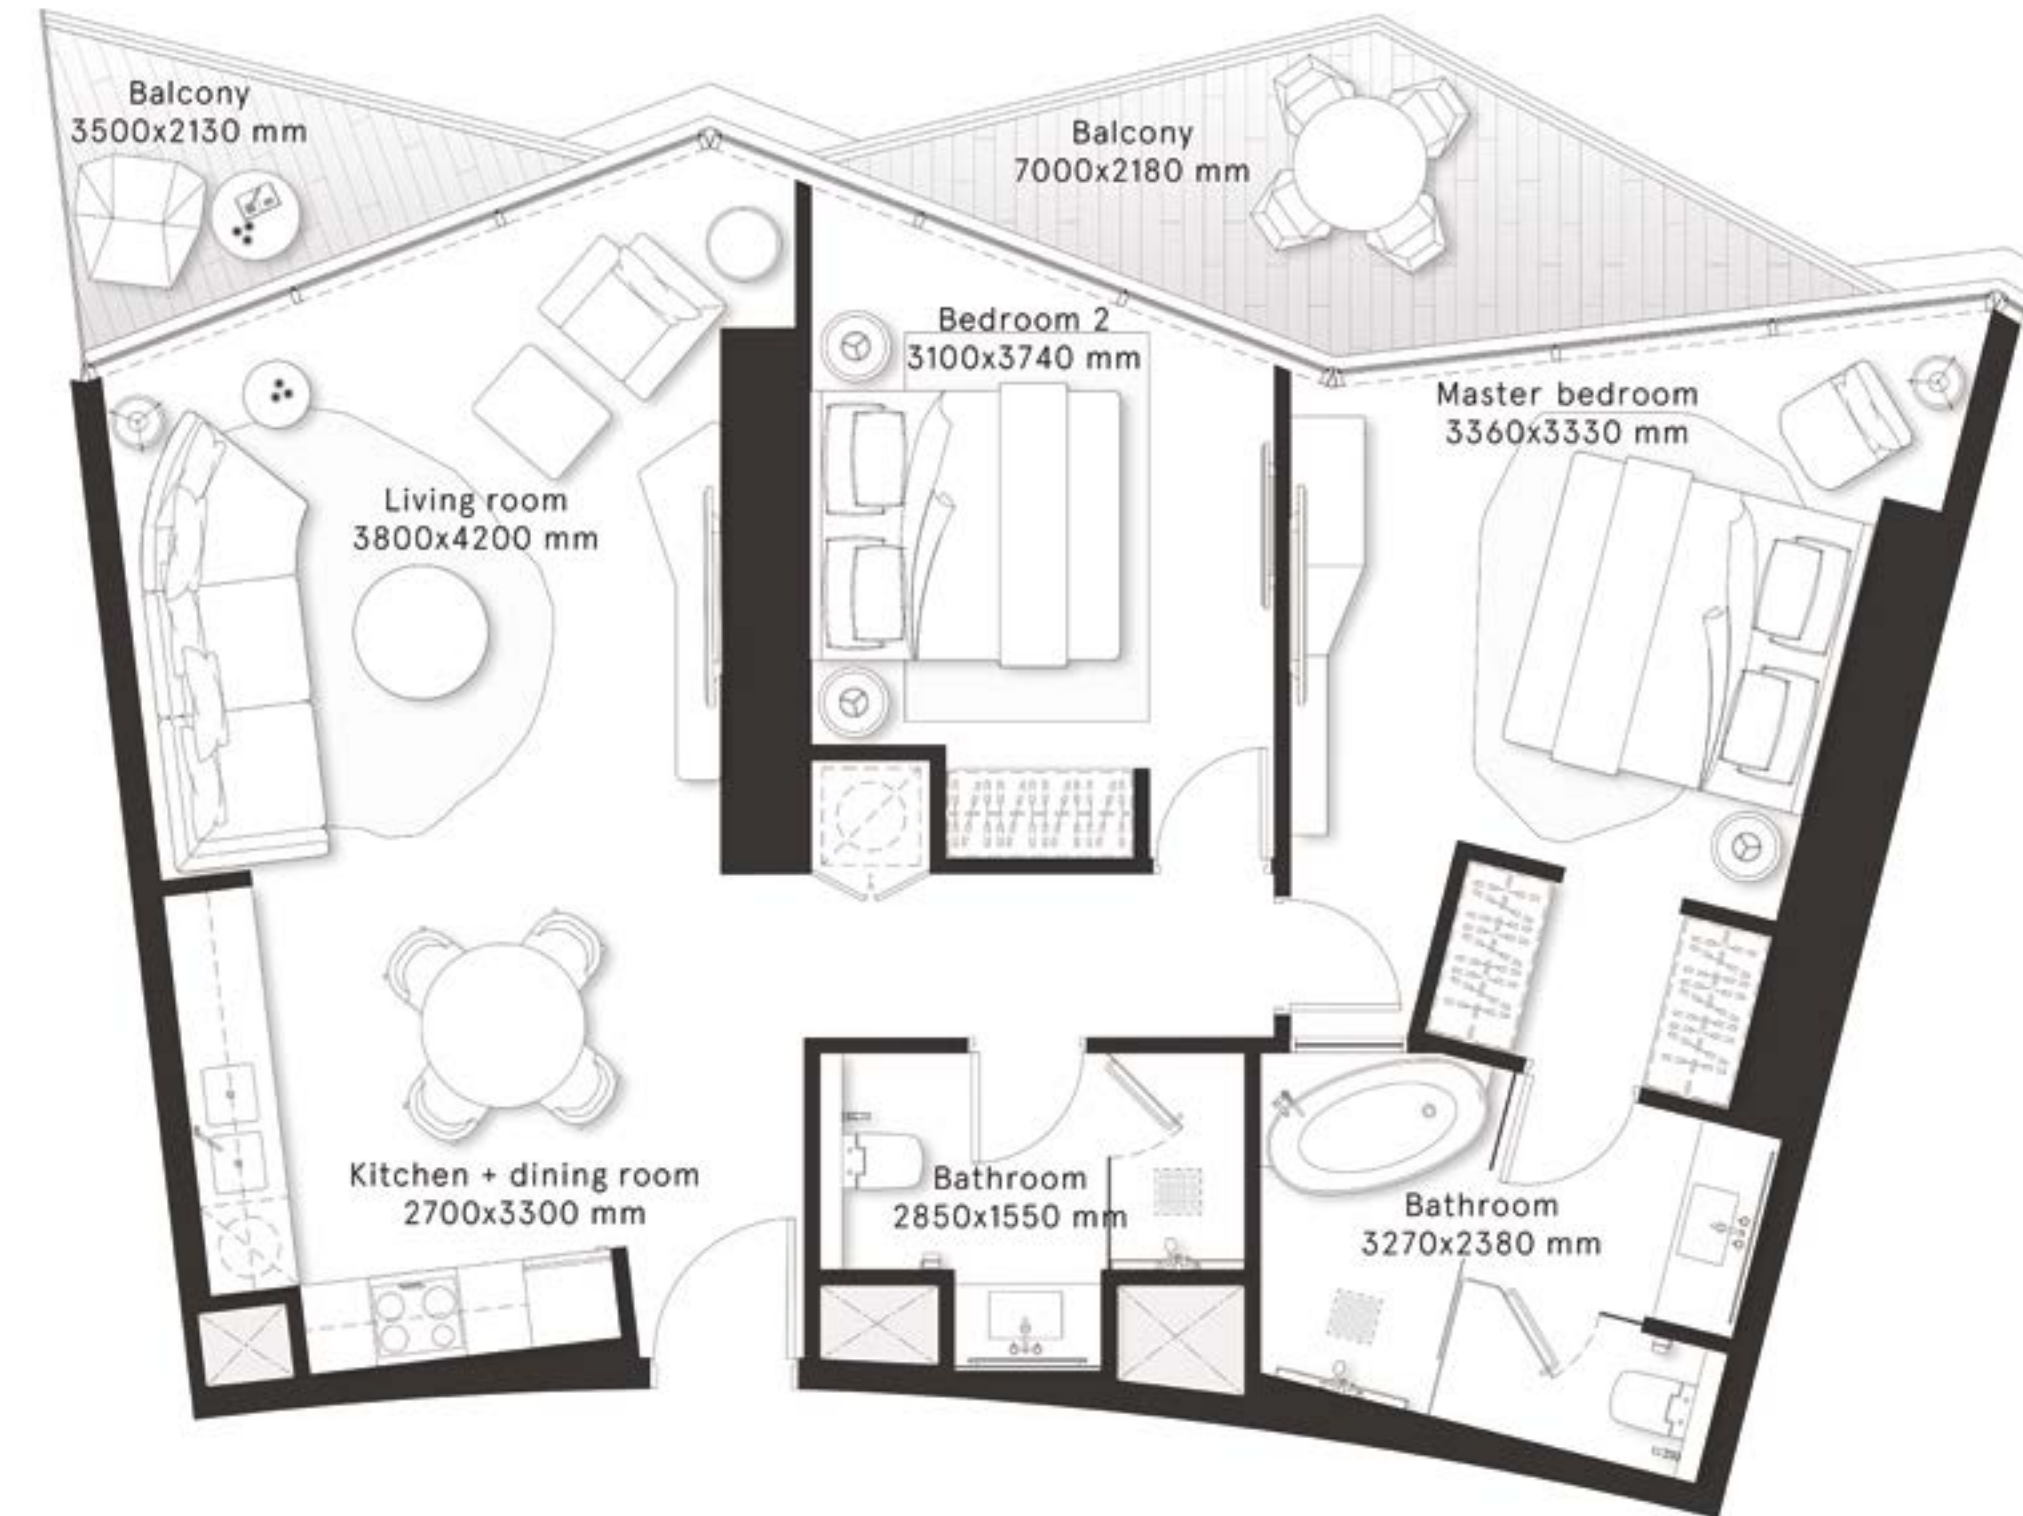 Balcony
3500x2130 mm
Balcony
7000x2180 mm
Bedroom 2
3100x3740 mm
Master bedroom
3360x3330 mm
Living room
3800x4200 mm
Kitchen + dining room
2700x3300 mm
Bathroom
2850x1550 mm
Bathroom
3270x2380 mm